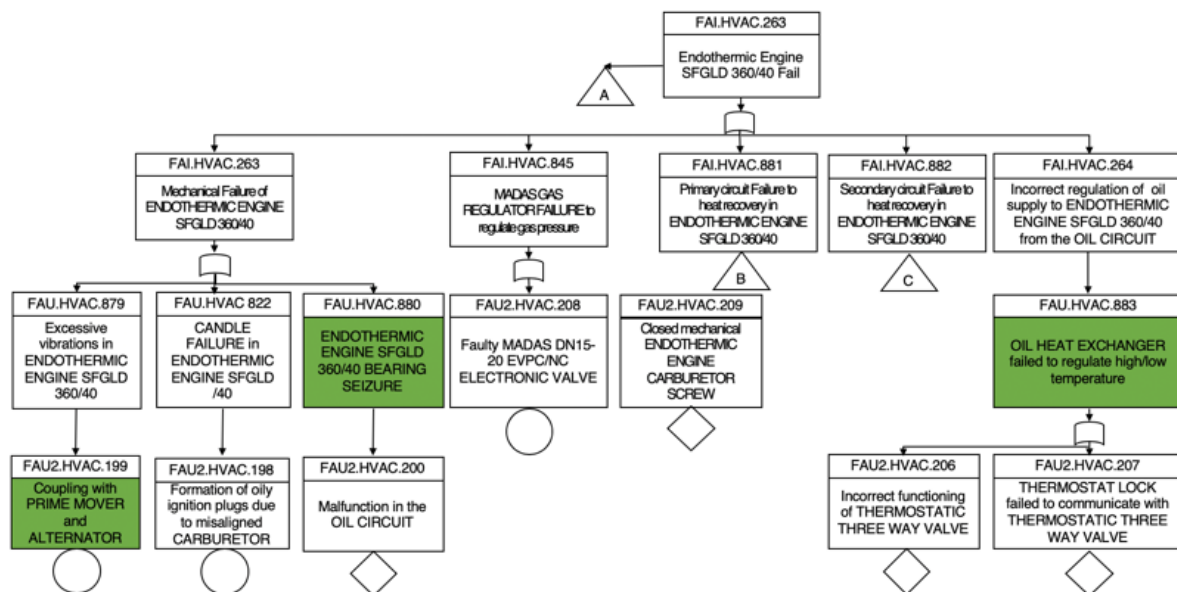 FAI.HVAC.263
Endothermic Engine
SFGLD 360/40 Fail
A
FAI.HVAC.263
Mechanical Failure of
ENDOTHERMIC ENGINE
SFGLD 360/40
FAI.HVAC.845
MADAS GAS
REGULATOR FAILURE to
regulate gas pressure
FAI.HVAC.881
Primary circuit Failure to
heat recovery in
ENDOTHERMIC ENGINE
SFGLD 360/40
B
FAI.HVAC.882
Secondary circuit Failure to
heat recovery in
ENDOTHERMIC ENGINE
SFGLD 360/40
C
FAI.HVAC.264
Incorrect regulation of oil
supply to ENDOTHERMIC
ENGINE SFGLD 360/40
from the OIL CIRCUIT
FAU.HVAC.879
Excessive
vibrations in
ENDOTHERMIC
ENGINE SFGLD
360/40
FAU.HVAC 822
CANDLE
FAILURE in
ENDOTHERMIC
ENGINE SFGLD
/40
FAU.HVAC.880
ENDOTHERMIC
ENGINE SFGLD
360/40 BEARING
SEIZURE
FAU2.HVAC.208
Faulty MADAS DN15-
20 EVPC/NC
ELECTRONIC VALVE
FAU2.HVAC.209
Closed mechanical
ENDOTHERMIC
ENGINE
CARBURETOR
SCREW
FAU.HVAC.883
OIL HEAT EXCHANGER
failed to regulate high/low
temperature
FAU2.HVAC.199
Coupling with
PRIME MOVER
and
ALTERNATOR
FAU2.HVAC.198
Formation of oily
ignition plugs due
to misaligned
CARBURETOR
FAU2.HVAC.200
Malfunction in the
OIL CIRCUIT
FAU2.HVAC.206
Incorrect functioning
of THERMOSTATIC
THREE WAY VALVE
FAU2.HVAC.207
THERMOSTAT LOCK
failed to communicate with
THERMOSTATIC THREE
WAY VALVE